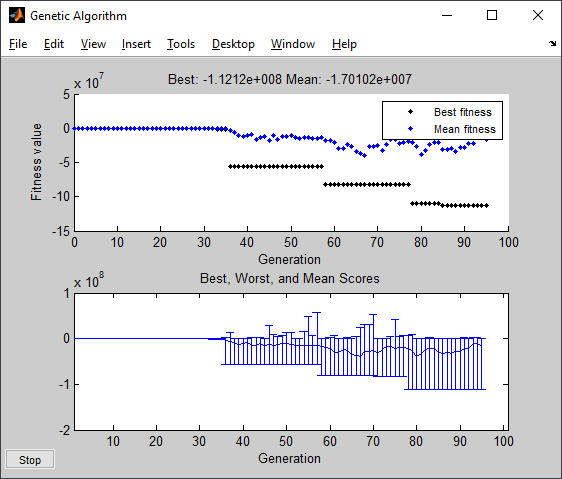 Genetic Algorithm
File Edit View Insert Tools Desktop Window Help
Best: -1.1212e+008 Mean: -1.70102e+007
x 10^7
Fitness value
5
0
-5
-10
-15
Best fitness
Mean fitness
0 10 20 30 40 50 60 70 80 90 100
Generation
Best, Worst, and Mean Scores
x 10^8
1
0
-1
-2
10 20 30 40 50 60 70 80 90 100
Generation
Stop